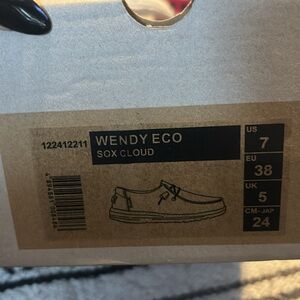 122412211
WENDY ECO
SOX CLOUD
US
7
EU
38
UK
5
CM-JAP
24